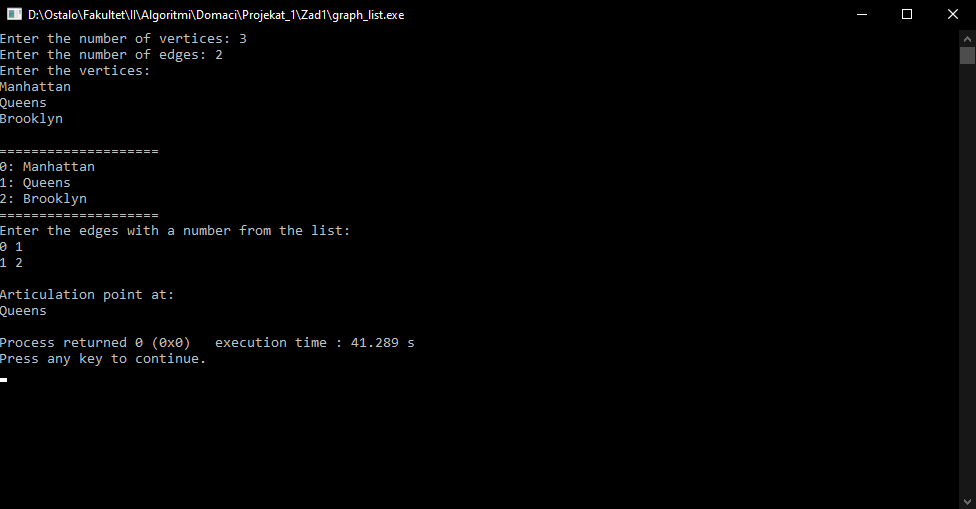 D:\Ostalo\Fakultet\II\Algoritmi\Domaci\Projekat_1\Zad1\graph_list.exe
Enter the number of vertices: 3
Enter the number of edges: 2
Enter the vertices:
Manhattan
Queens
Brooklyn
====================
0: Manhattan
1: Queens
2: Brooklyn
====================
Enter the edges with a number from the list:
0 1
1 2
Articulation point at:
Queens
Process returned 0 (0x0)   execution time : 41.289 s
Press any key to continue.